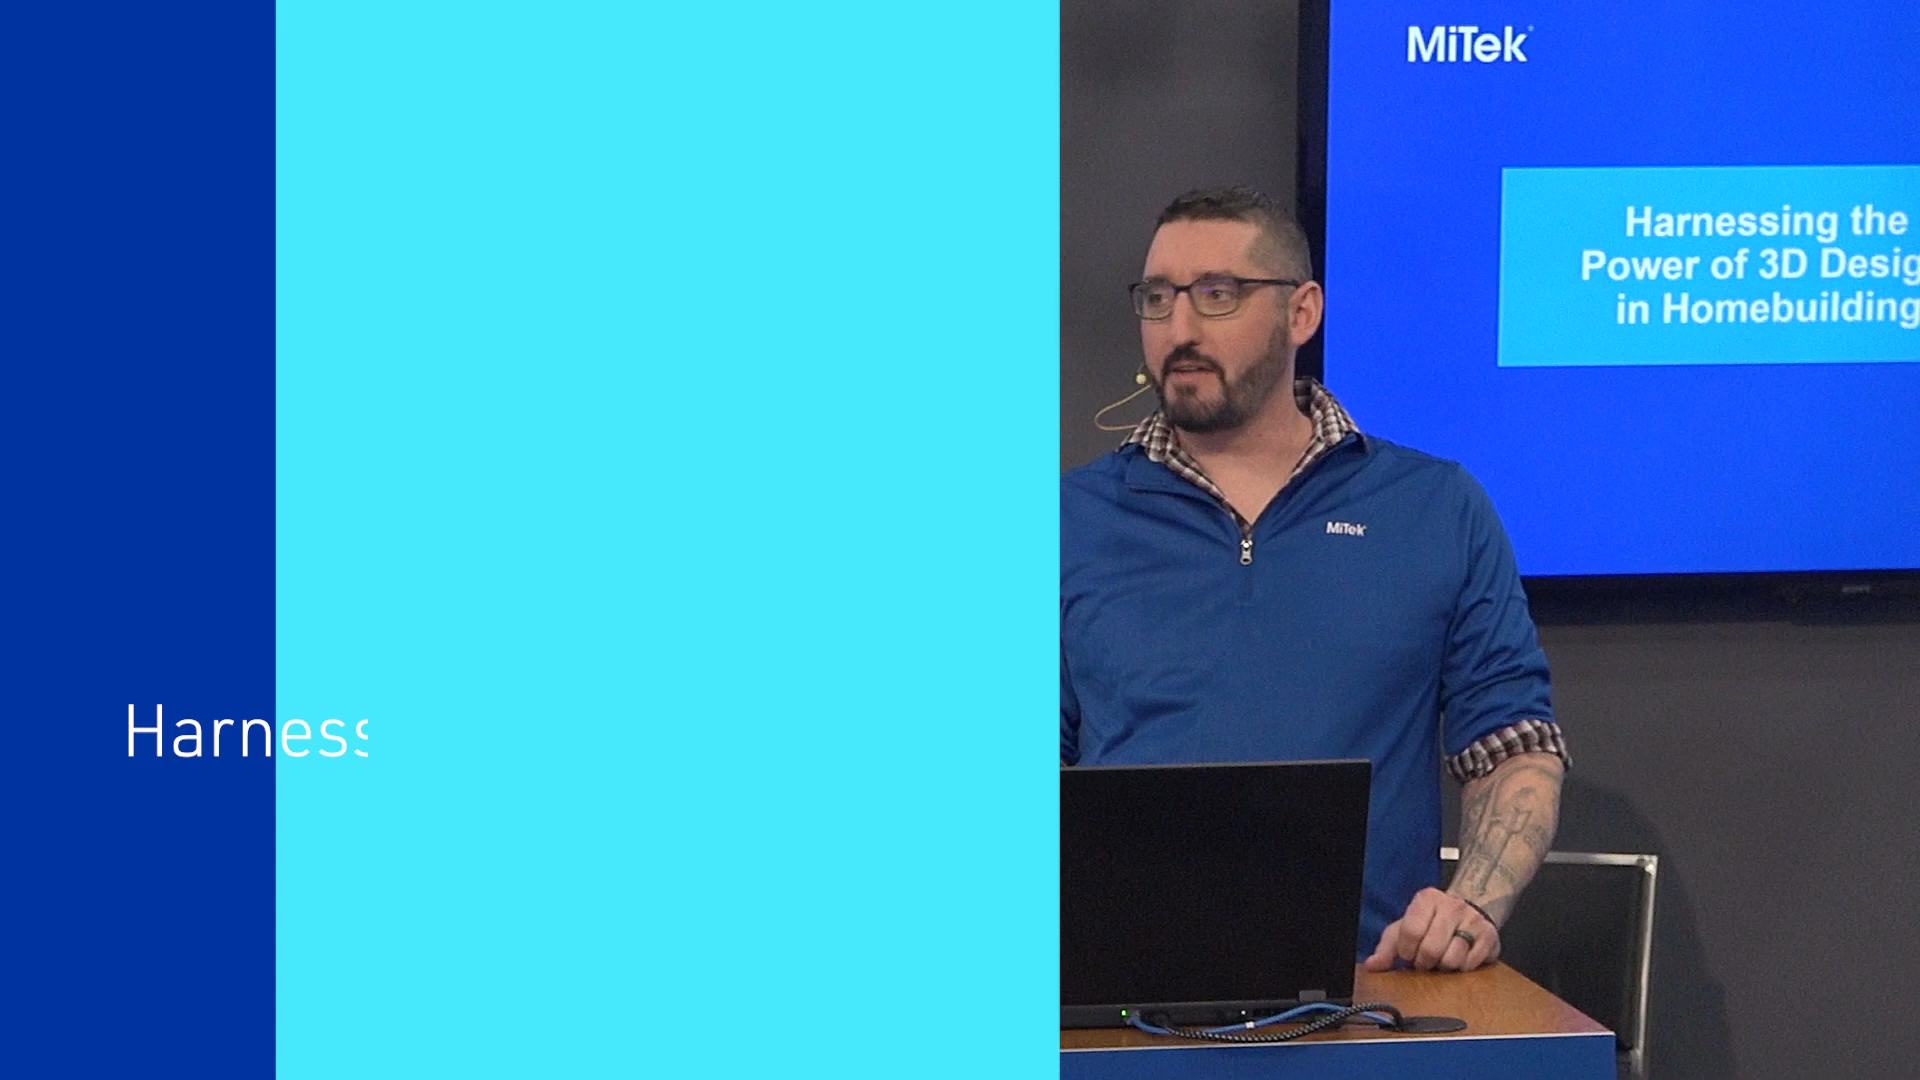 MiTek
Harnessing the
Power of 3D Desig
in Homebuilding
MiTek
Harness